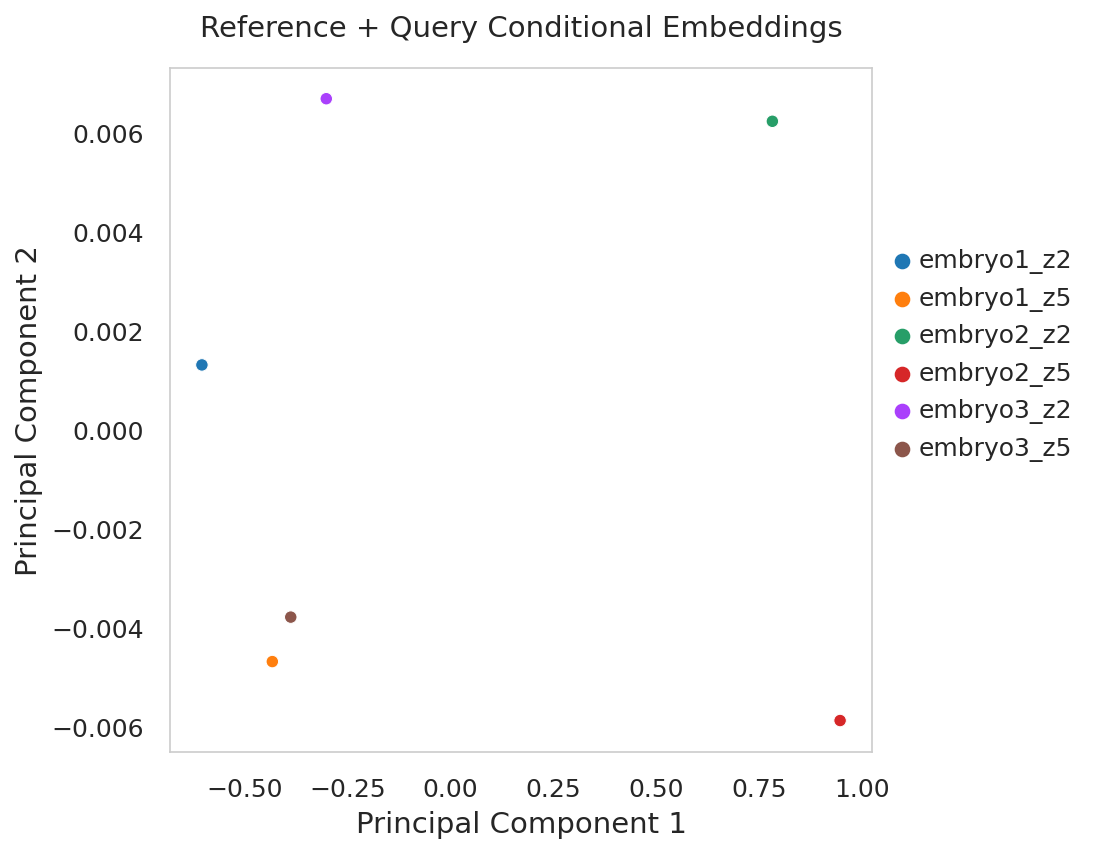 Reference + Query Conditional Embeddings
Principal Component 2
0.006
0.004
0.002
0.000
−0.002
−0.004
−0.006
−0.50
−0.25
0.00
0.25
0.50
0.75
1.00
Principal Component 1
embryo1_z2
embryo1_z5
embryo2_z2
embryo2_z5
embryo3_z2
embryo3_z5